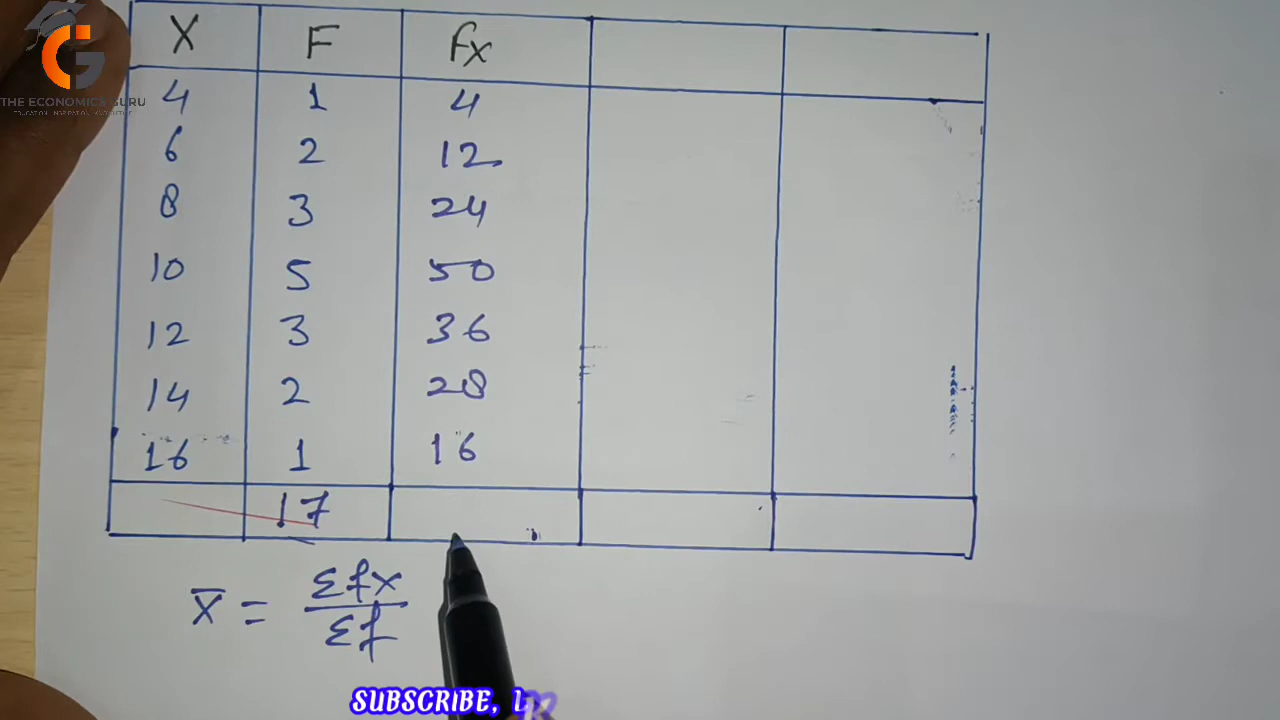 THE ECONOMICS GURU
X F fx
4 1 4
6 2 12
8 3 24
10 5 50
12 3 36
14 2 28
16 1 16
17
x̄ = Σfx
Σf
SUBSCRIBE,